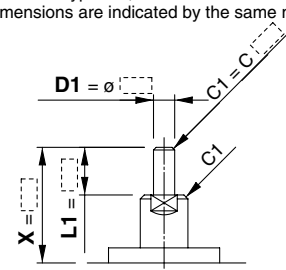 mensions are indicated by the same
D1 = ø
C1 = C
C1
L1 =
X =